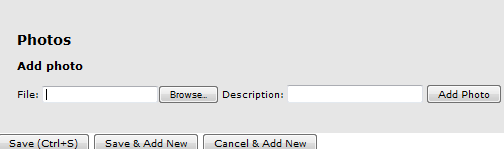 Photos
Add photo
File: Browse... Description: Add Photo
Save (Ctrl+S) Save & Add New Cancel & Add New